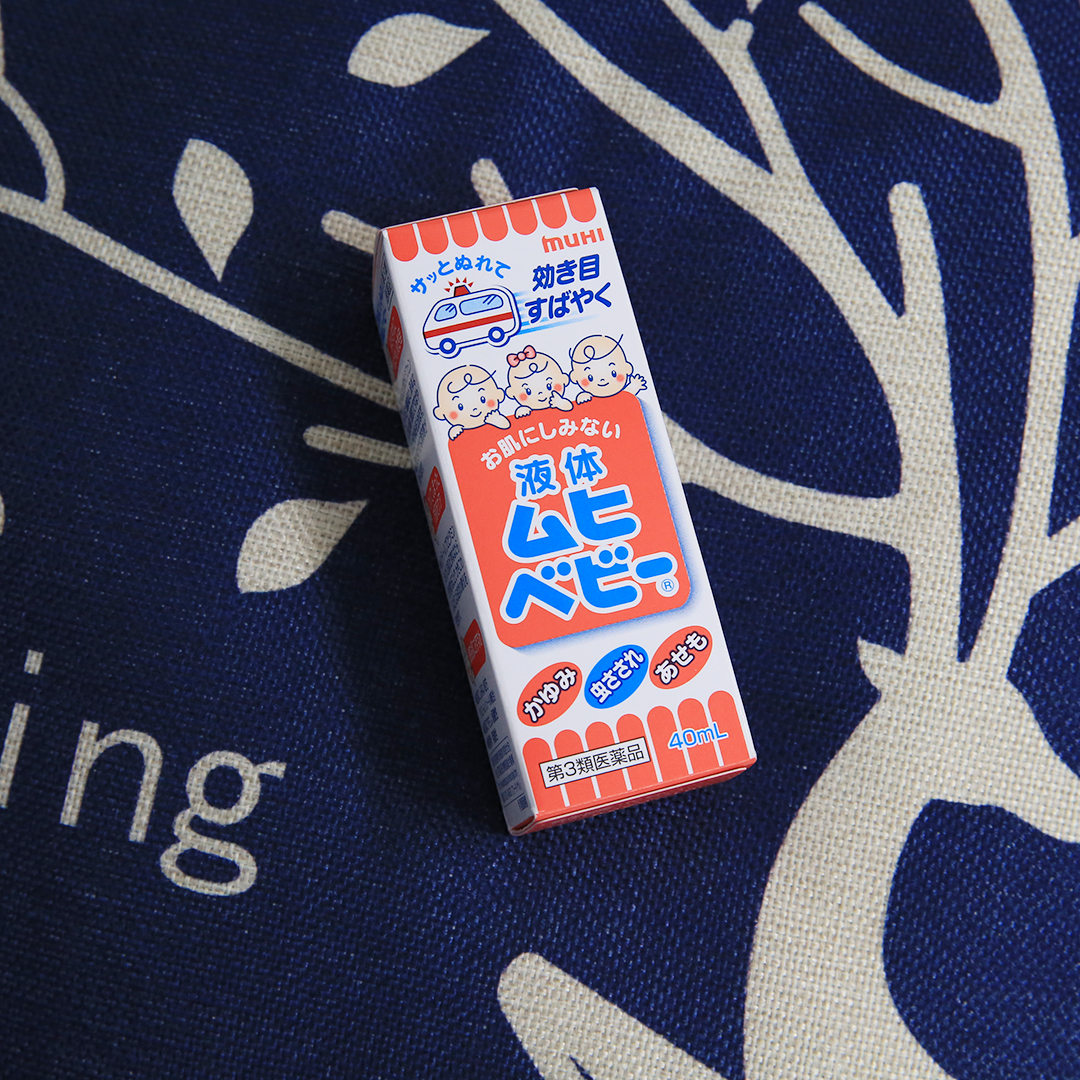 muHI
サッとぬれて
効き目
すばやく
お肌にしみない
液体
ムヒ
ベビー®
かゆみ
虫さされ
あせも
40mL
第3類医薬品
ing